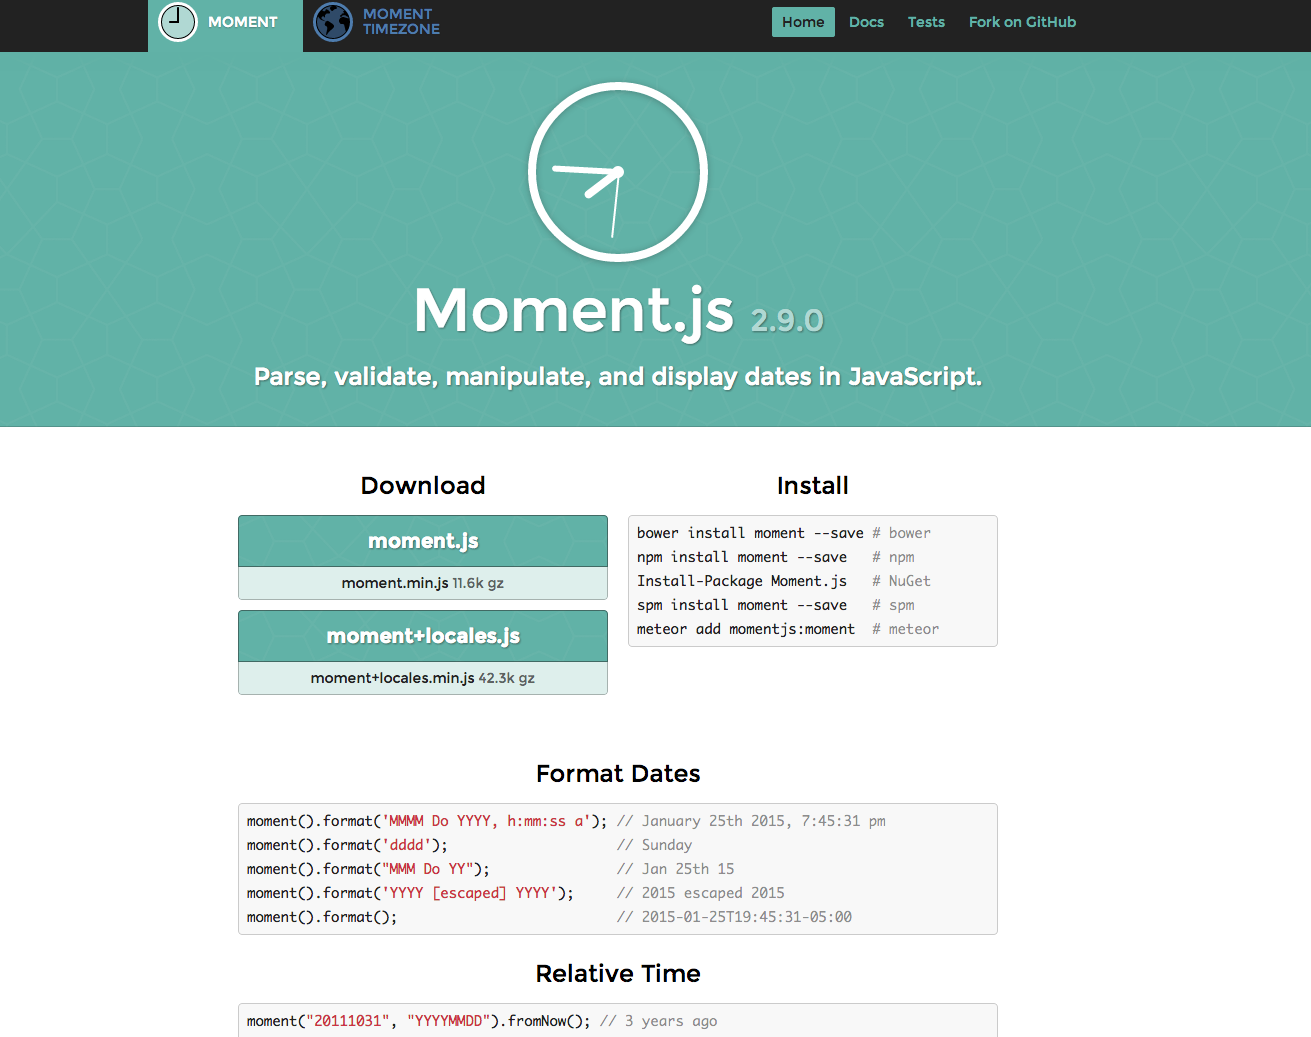 MOMENT
MOMENT
TIMEZONE
Home Docs Tests Fork on GitHub
Moment.js 2.9.0
Parse, validate, manipulate, and display dates in JavaScript.
Download
moment.js
moment.min.js 11.6k gz
moment+locales.js
moment+locales.min.js 42.3k gz
Install
bower install moment --save # bower
npm install moment --save   # npm
Install-Package Moment.js   # NuGet
spm install moment --save   # spm
meteor add momentjs:moment  # meteor
Format Dates
moment().format('MMMM Do YYYY, h:mm:ss a'); // January 25th 2015, 7:45:31 pm
moment().format('dddd');                    // Sunday
moment().format("MMM Do YY");               // Jan 25th 15
moment().format('YYYY [escaped] YYYY');     // 2015 escaped 2015
moment().format();                          // 2015-01-25T19:45:31-05:00
Relative Time
moment("20111031", "YYYYMMDD").fromNow(); // 3 years ago